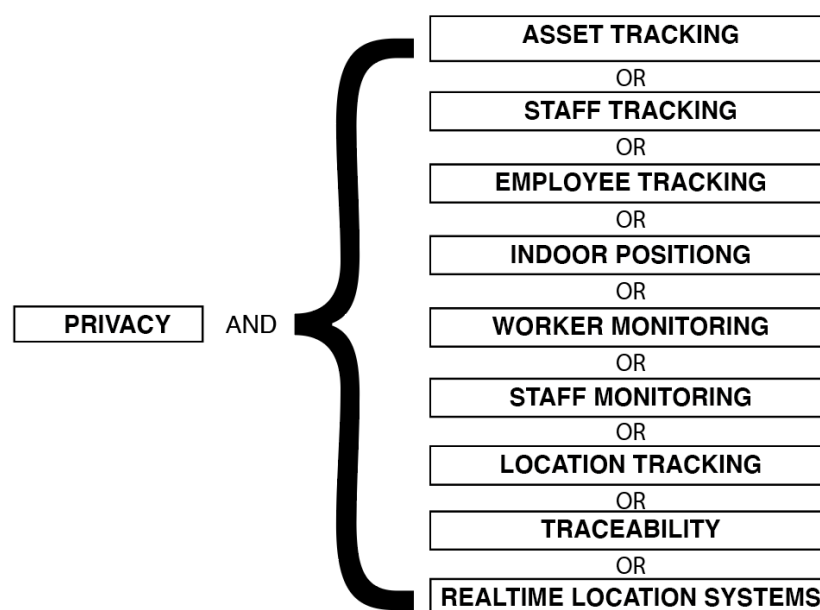 ASSET TRACKING
OR
STAFF TRACKING
OR
EMPLOYEE TRACKING
OR
INDOOR POSITIONG
OR
PRIVACY AND WORKER MONITORING
OR
STAFF MONITORING
OR
LOCATION TRACKING
OR
TRACEABILITY
OR
REALTIME LOCATION SYSTEMS